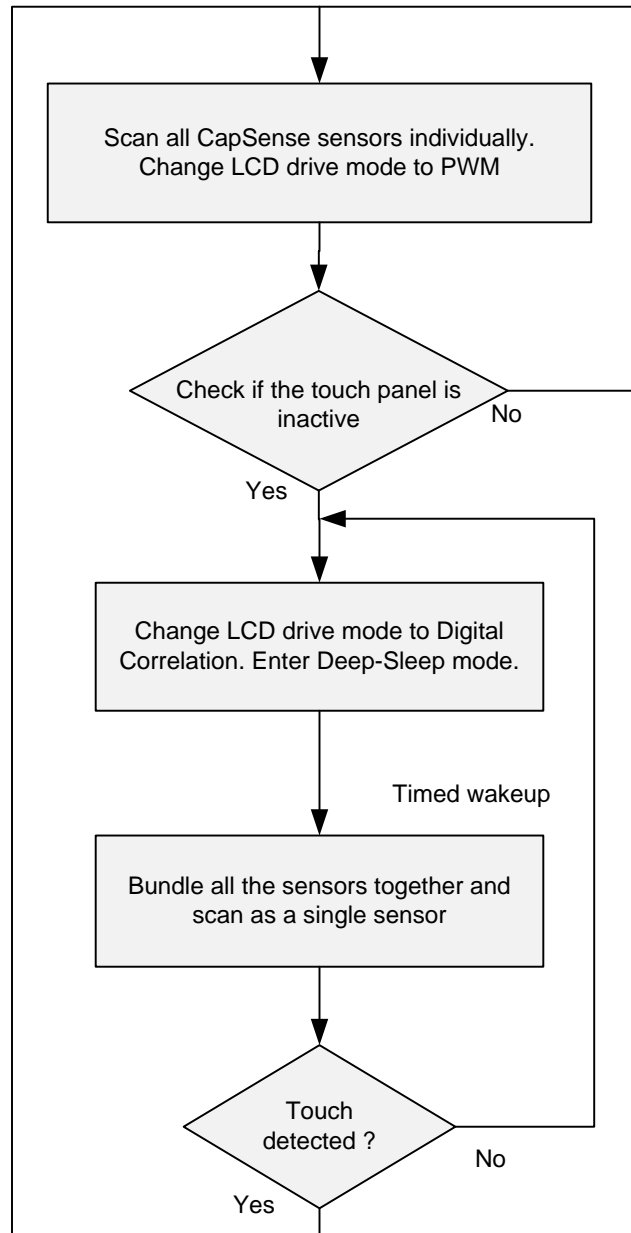 Scan all CapSense sensors individually.
Change LCD drive mode to PWM
Check if the touch panel is
inactive
No
Yes
Change LCD drive mode to Digital
Correlation. Enter Deep-Sleep mode.
Timed wakeup
Bundle all the sensors together and
scan as a single sensor
Touch
detected ?
No
Yes